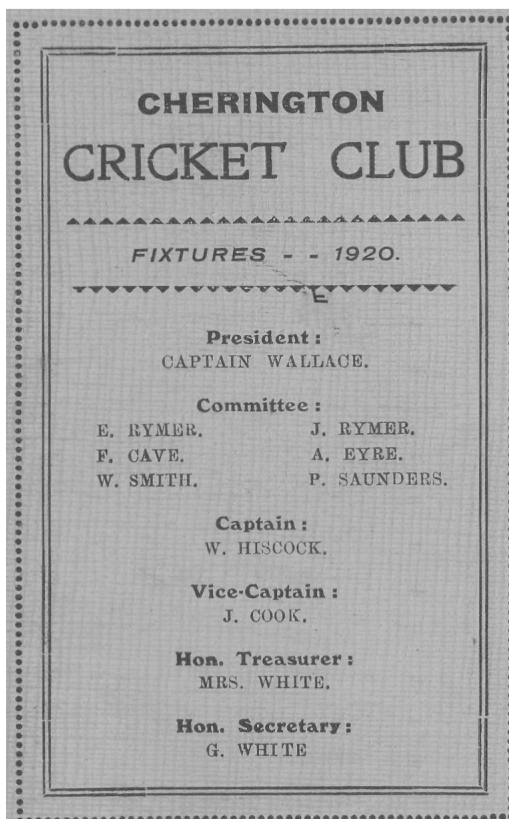 CHERINGTON
CRICKET CLUB
FIXTURES - - 1920.
President:
CAPTAIN WALLACE.
Committee:
E. RYMER. J. RYMER.
F. CAVE. A. EYRE.
W. SMITH. P. SAUNDERS.
Captain:
W. HISCOCK.
Vice-Captain:
J. COOK.
Hon. Treasurer:
MRS. WHITE.
Hon. Secretary:
G. WHITE